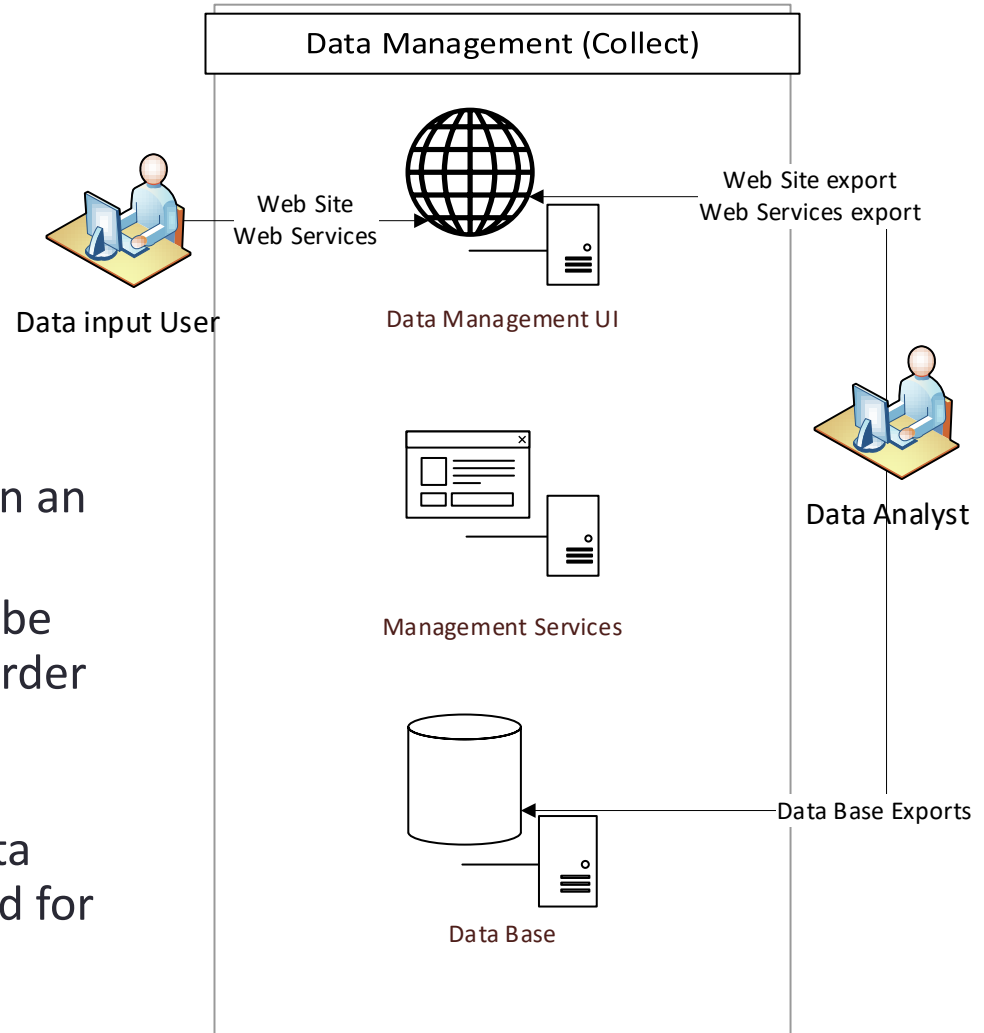 Data Management (Collect)
Web Site
Web Services
Web Site export
Web Services export
Data input User
Data Management UI
Data Analyst
Management Services
Data Base Exports
Data Base
n an
be
rder
ta
d for